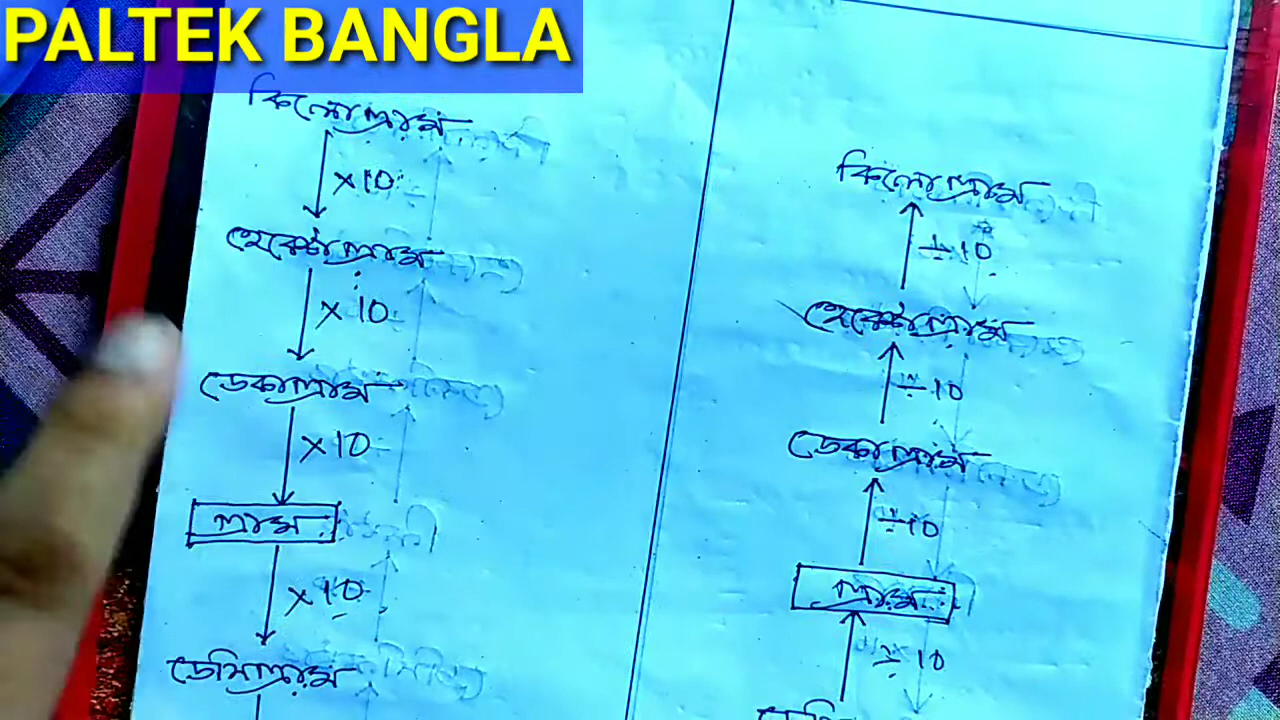 PALTEK BANGLA
কিলোগ্রাম
×10
হেক্টোগ্রাম
×10
ডেকাগ্রাম
×10
গ্রাম
×10
ডেসিগ্রাম
কিলোগ্রাম
÷10
হেক্টোগ্রাম
÷10
ডেকাগ্রাম
÷10
গ্রাম
÷10